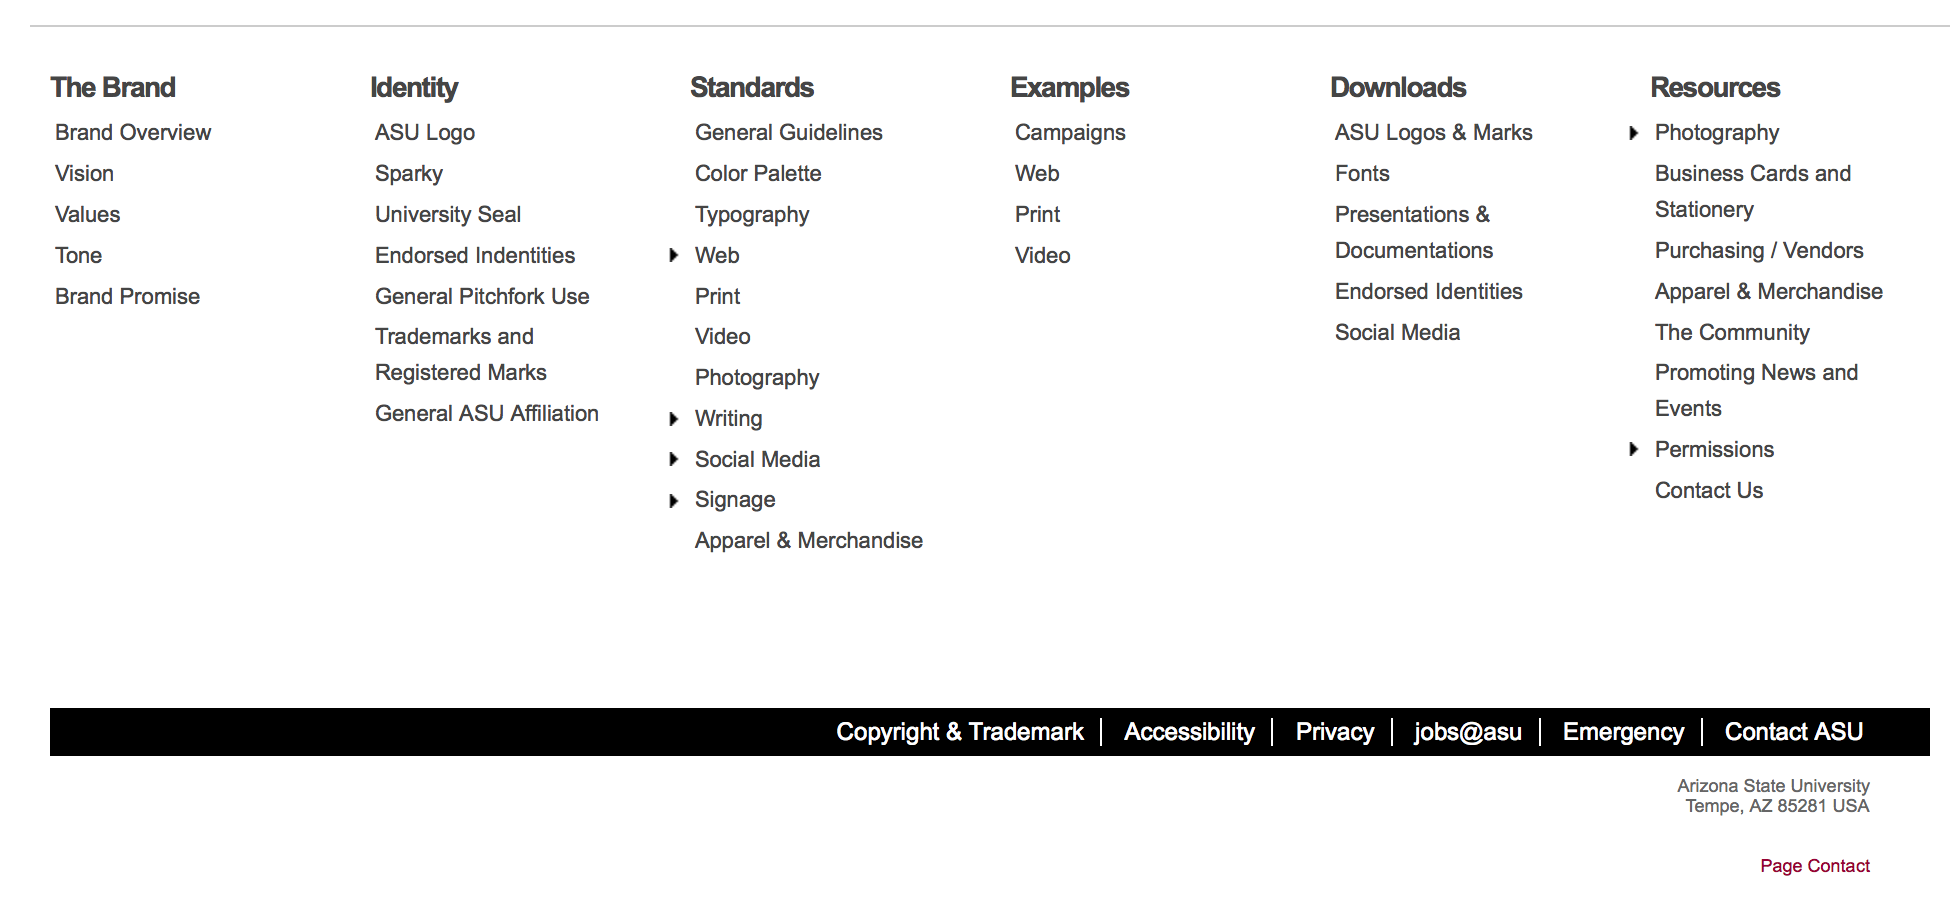 The Brand
Brand Overview
Vision
Values
Tone
Brand Promise
Identity
ASU Logo
Sparky
University Seal
Endorsed Indentities
General Pitchfork Use
Trademarks and
Registered Marks
General ASU Affiliation
Standards
General Guidelines
Color Palette
Typography
Web
Print
Video
Photography
Writing
Social Media
Signage
Apparel & Merchandise
Examples
Campaigns
Web
Print
Video
Downloads
ASU Logos & Marks
Fonts
Presentations &
Documentations
Endorsed Identities
Social Media
Resources
Photography
Business Cards and
Stationery
Purchasing / Vendors
Apparel & Merchandise
The Community
Promoting News and
Events
Permissions
Contact Us
Copyright & Trademark | Accessibility | Privacy | jobs@asu | Emergency | Contact ASU
Arizona State University
Tempe, AZ 85281 USA
Page Contact